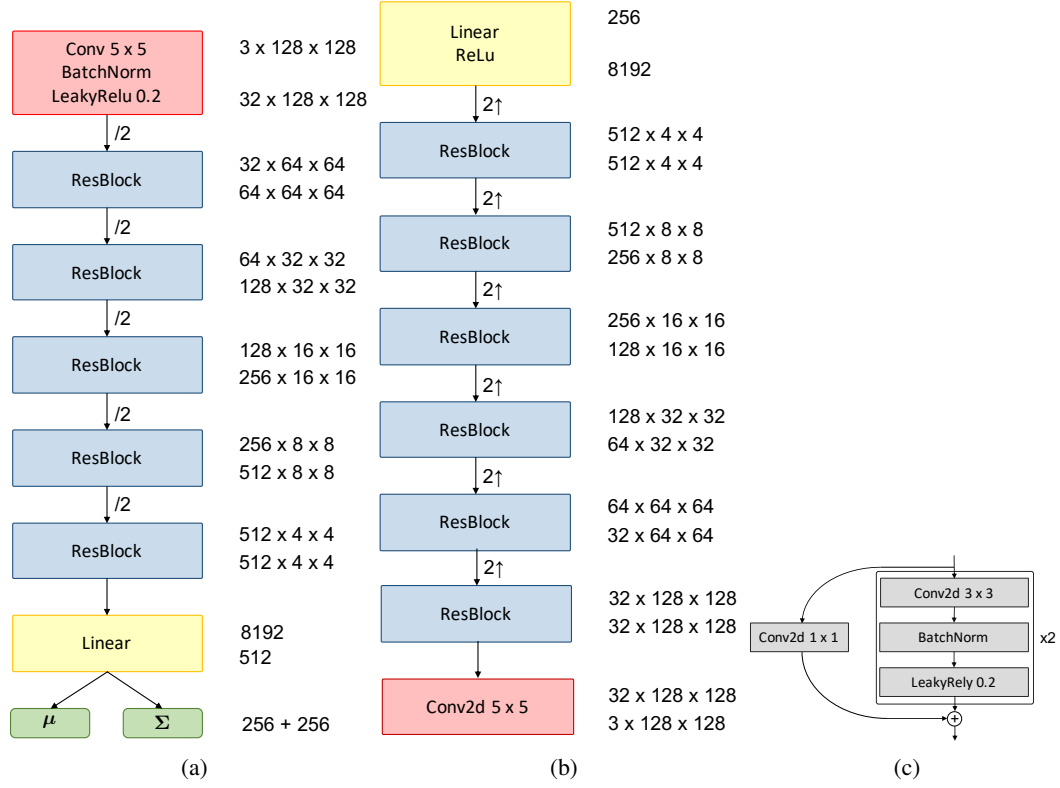 Conv 5 x 5
BatchNorm
LeakyRelu 0.2
3 x 128 x 128
32 x 128 x 128
/2
ResBlock
32 x 64 x 64
64 x 64 x 64
/2
ResBlock
64 x 32 x 32
128 x 32 x 32
/2
ResBlock
128 x 16 x 16
256 x 16 x 16
/2
ResBlock
256 x 8 x 8
512 x 8 x 8
/2
ResBlock
512 x 4 x 4
512 x 4 x 4
Linear
8192
512
μ
Σ
256 + 256
(a)
Linear
ReLu
256
8192
2↑
ResBlock
512 x 4 x 4
512 x 4 x 4
2↑
ResBlock
512 x 8 x 8
256 x 8 x 8
2↑
ResBlock
256 x 16 x 16
128 x 16 x 16
2↑
ResBlock
128 x 32 x 32
64 x 32 x 32
2↑
ResBlock
64 x 64 x 64
32 x 64 x 64
2↑
ResBlock
32 x 128 x 128
32 x 128 x 128
Conv2d 5 x 5
32 x 128 x 128
3 x 128 x 128
(b)
Conv2d 3 x 3
Conv2d 1 x 1
BatchNorm
x2
LeakyRely 0.2
+
(c)